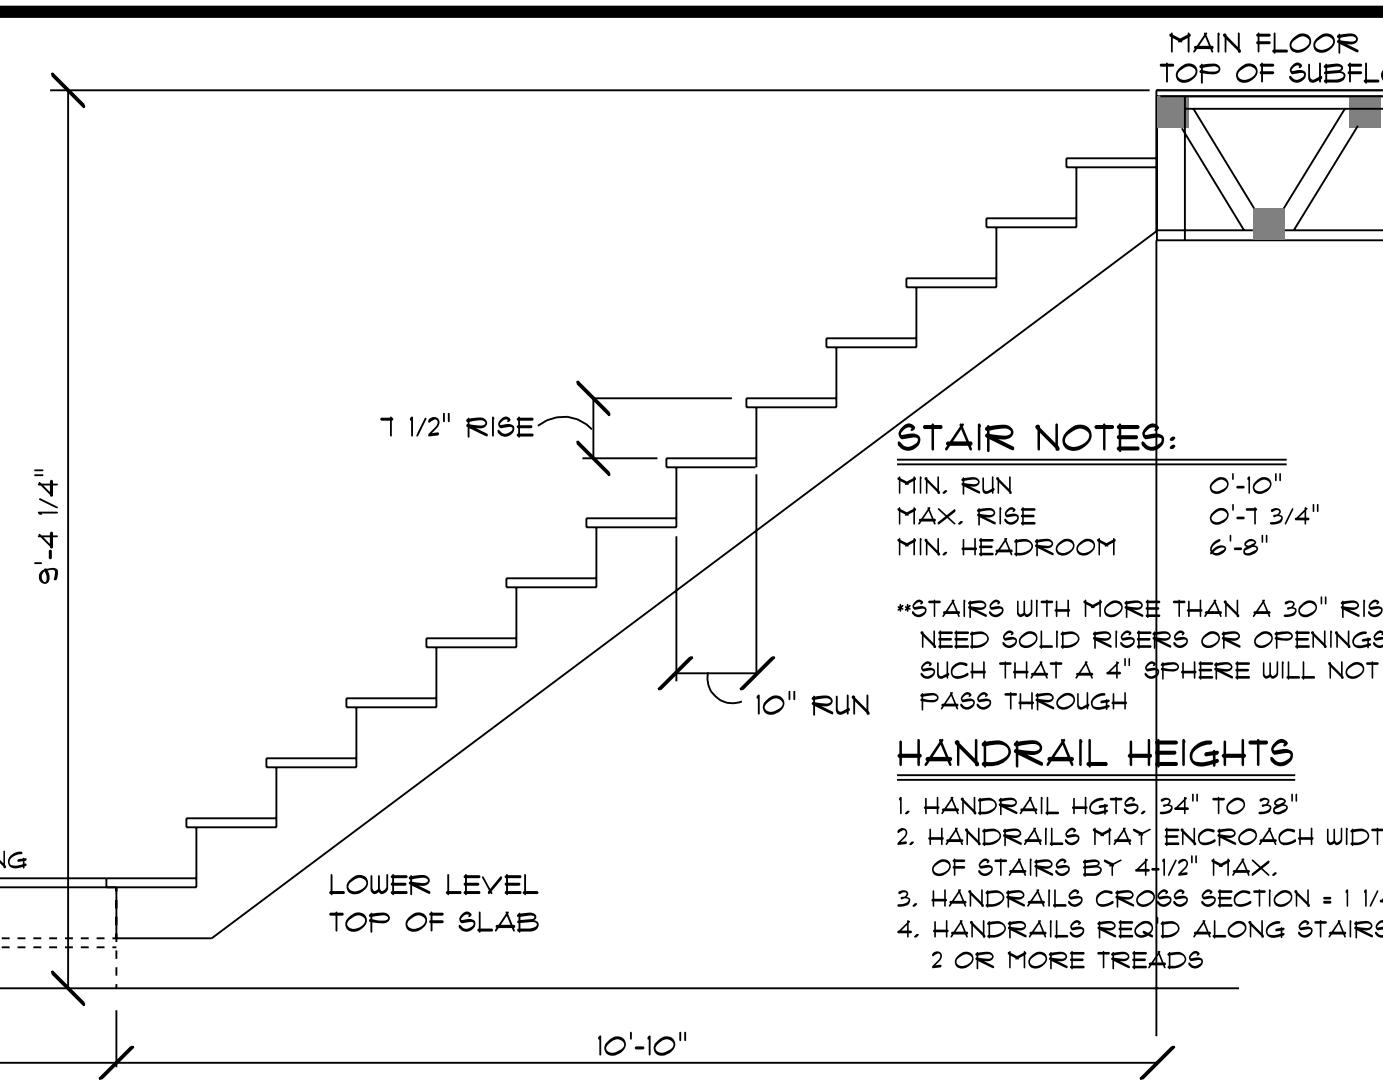 MAIN FLOOR
TOP OF SUBFLO
7 1/2" RISE
9'-4 1/4"
STAIR NOTES:
MIN. RUN 0'-10"
MAX. RISE 0'-7 3/4"
MIN. HEADROOM 6'-8"
**STAIRS WITH MORE THAN A 30" RIS
NEED SOLID RISERS OR OPENINGS
SUCH THAT A 4" SPHERE WILL NOT
PASS THROUGH
10" RUN
HANDRAIL HEIGHTS
1. HANDRAIL HGTS. 34" TO 38"
2. HANDRAILS MAY ENCROACH WIDT
OF STAIRS BY 4-1/2" MAX.
3. HANDRAILS CROSS SECTION = 1 1/4
4. HANDRAILS REQ'D ALONG STAIRS
2 OR MORE TREADS
NG
LOWER LEVEL
TOP OF SLAB
10'-10"